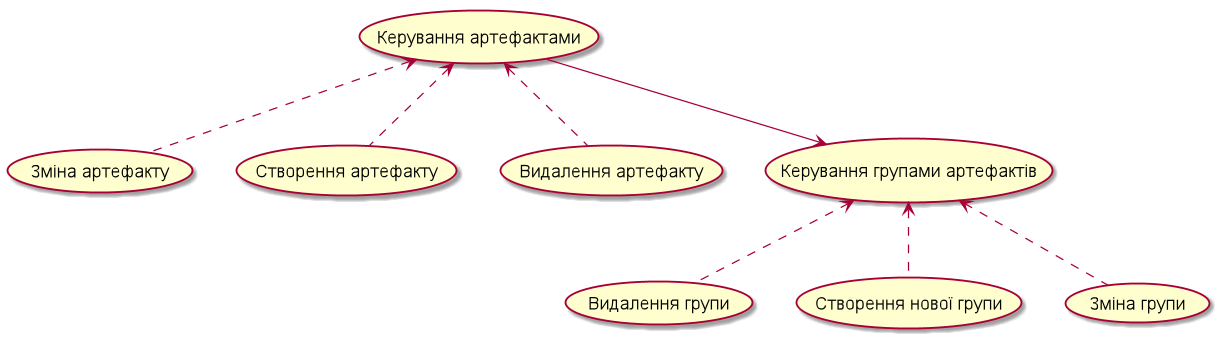 Керування артефактами
Зміна артефакту
Створення артефакту
Видалення артефакту
Керування групами артефактів
Видалення групи
Створення нової групи
Зміна групи